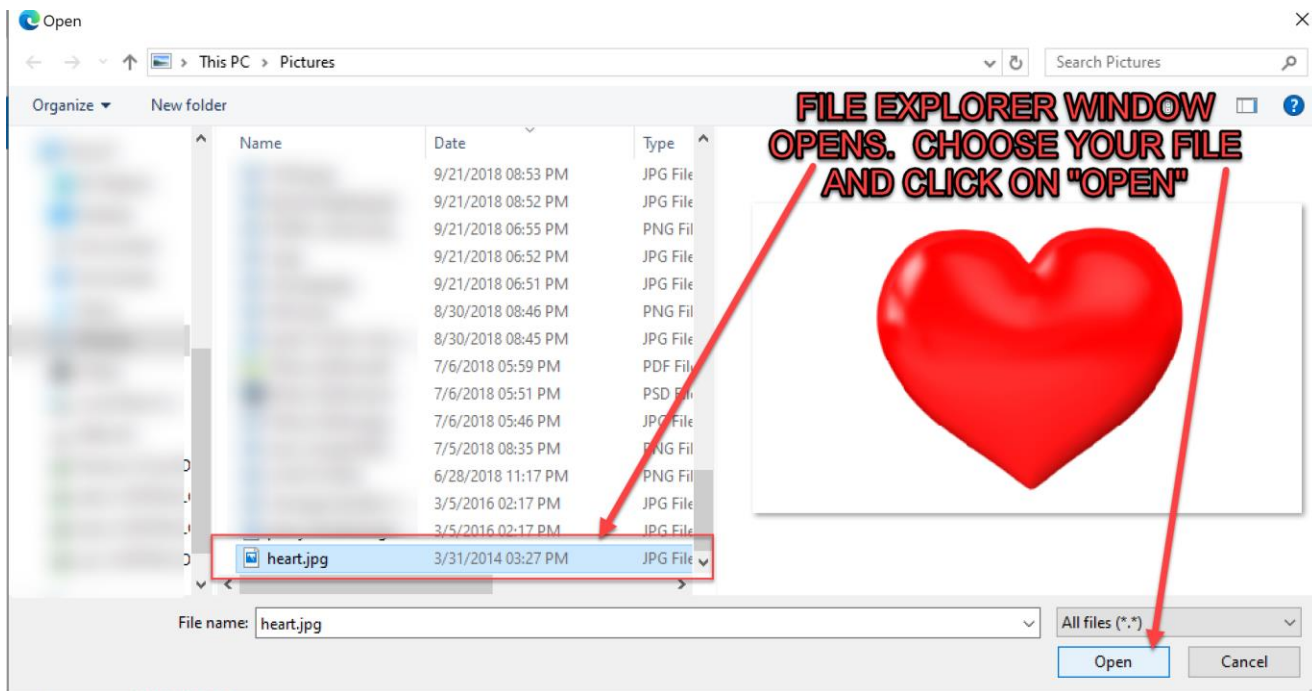 Open
This PC > Pictures
Search Pictures
Organize
New folder
FILE EXPLORER WINDOW
OPENS. CHOOSE YOUR FILE
AND CLICK ON "OPEN"
Name Date Type
9/21/2018 08:53 PM JPG File
9/21/2018 08:52 PM JPG File
9/21/2018 06:55 PM PNG Fil
9/21/2018 06:52 PM JPG File
9/21/2018 06:51 PM JPG File
8/30/2018 08:46 PM PNG Fil
8/30/2018 08:45 PM JPG File
7/6/2018 05:59 PM PDF File
7/6/2018 05:51 PM PSD
7/6/2018 05:46 PM JPG File
7/5/2018 08:35 PM PNG Fil
6/28/2018 11:17 PM PNG Fil
3/5/2016 02:17 PM JPG File
3/5/2016 02:17 PM JPG File
heart.jpg 3/31/2014 03:27 PM JPG File
File name: heart.jpg All files (*.*)
Open Cancel